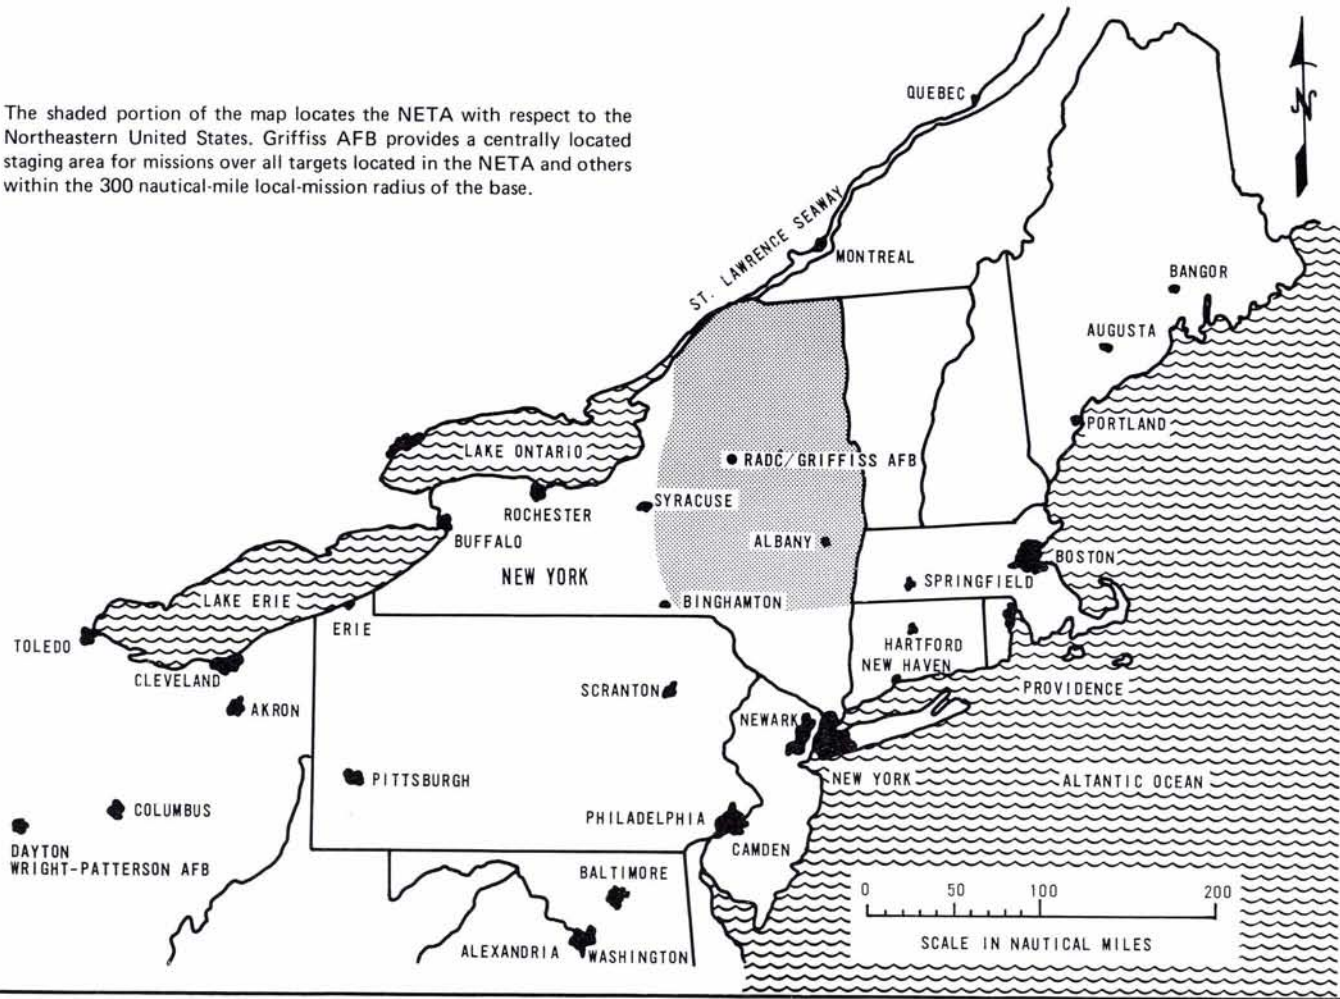 The shaded portion of the map locates the NETA with respect to the
Northeastern United States. Griffiss AFB provides a centrally located
staging area for missions over all targets located in the NETA and others
within the 300 nautical-mile local-mission radius of the base.
N
QUEBEC
ST. LAWRENCE SEAWAY
MONTREAL
BANGOR
AUGUSTA
PORTLAND
LAKE ONTARIO
RADC/GRIFFISS AFB
SYRACUSE
ROCHESTER
BUFFALO
ALBANY
BOSTON
NEW YORK
SPRINGFIELD
LAKE ERIE
BINGHAMTON
ERIE
TOLEDO
HARTFORD
NEW HAVEN
CLEVELAND
PROVIDENCE
SCRANTON
AKRON
NEWARK
PITTSBURGH
NEW YORK
ALTANTIC OCEAN
COLUMBUS
PHILADELPHIA
CAMDEN
DAYTON
WRIGHT-PATTERSON AFB
BALTIMORE
0 50 100 200
SCALE IN NAUTICAL MILES
ALEXANDRIA
WASHINGTON